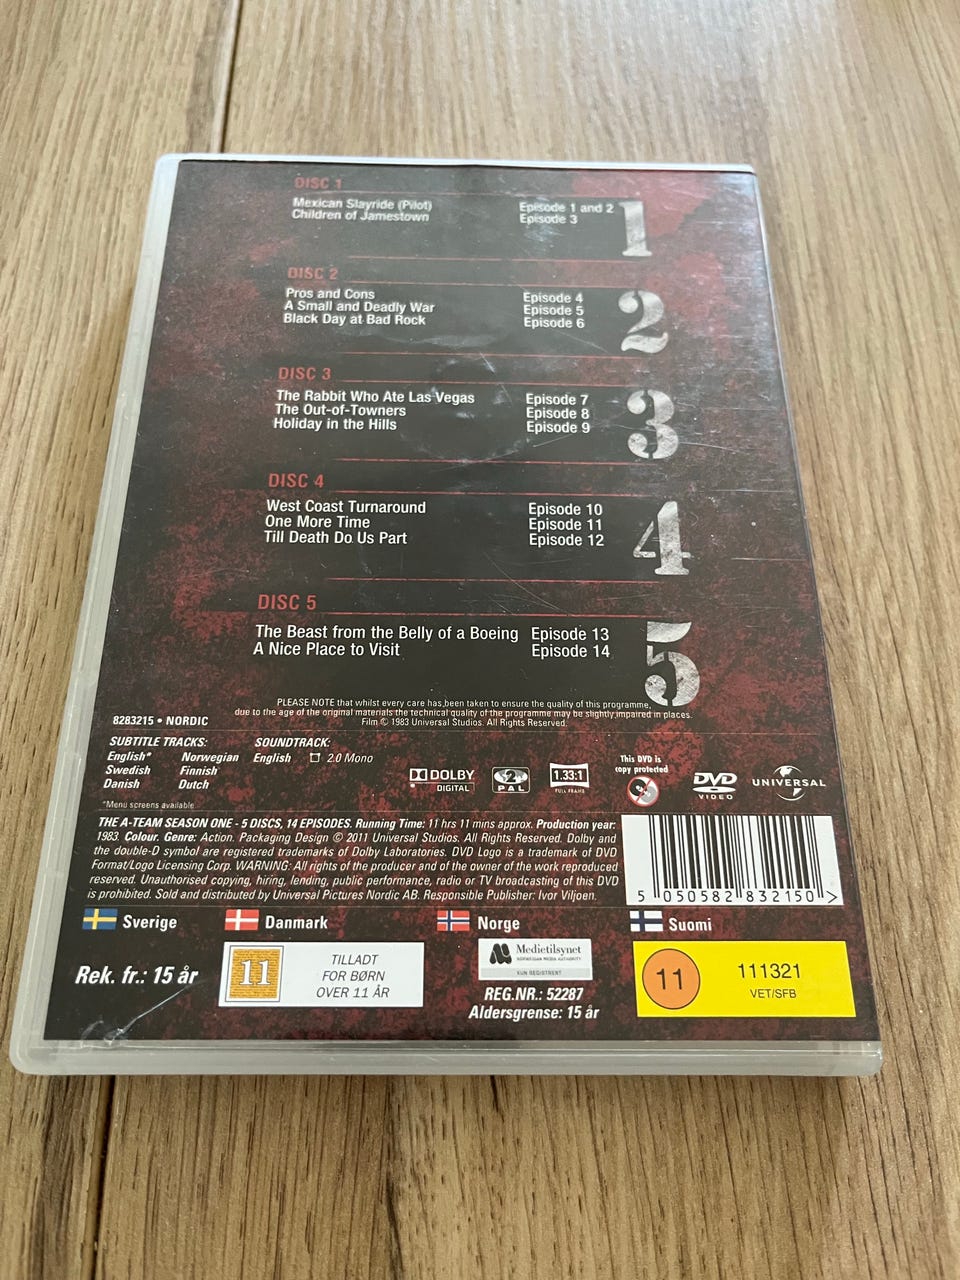 DISC 1
Mexican Slayride (Pilot) Episode 1 and 2
Children of Jamestown Episode 3
1
DISC 2
Pros and Cons Episode 4
A Small and Deadly War Episode 5
Black Day at Bad Rock Episode 6
2
DISC 3
The Rabbit Who Ate Las Vegas Episode 7
The Out-of-Towners Episode 8
Holiday in the Hills Episode 9
3
DISC 4
West Coast Turnaround Episode 10
One More Time Episode 11
Till Death Do Us Part Episode 12
4
DISC 5
The Beast from the Belly of a Boeing Episode 13
A Nice Place to Visit Episode 14
5
PLEASE NOTE that whilst every care has been taken to ensure the quality of this programme,
due to the age of the original materials the technical quality of the programme may be slightly impaired in places.
Film © 1983 Universal Studios. All Rights Reserved.
8283215 • NORDIC
SUBTITLE TRACKS: SOUNDTRACK:
English* Norwegian English 2.0 Mono
Swedish Finnish
Danish Dutch
*Menu screens available
DOLBY
DIGITAL
2
PAL
1.33:1
FULL FRAME
This DVD is
copy protected
DVD
VIDEO
UNIVERSAL
THE A-TEAM SEASON ONE - 5 DISCS, 14 EPISODES. Running Time: 11 hrs 11 mins approx. Production year:
1983. Colour. Genre: Action. Packaging Design © 2011 Universal Studios. All Rights Reserved. Dolby and
the double-D symbol are registered trademarks of Dolby Laboratories. DVD Logo is a trademark of DVD
Format/Logo Licensing Corp. WARNING: All rights of the producer and of the owner of the work reproduced
reserved. Unauthorised copying, hiring, lending, public performance, radio or TV broadcasting of this DVD
is prohibited. Sold and distributed by Universal Pictures Nordic AB. Responsible Publisher: Ivor Viljoen.
5 050582 832150 >
Sverige Danmark Norge Suomi
Rek. fr.: 15 år
11
TILLADT
FOR BØRN
OVER 11 ÅR
Medietilsynet
NORWEGIAN MEDIA AUTHORITY
KUN REGISTRERT
REG.NR.: 52287
Aldersgrense: 15 år
11
111321
VET/SFB